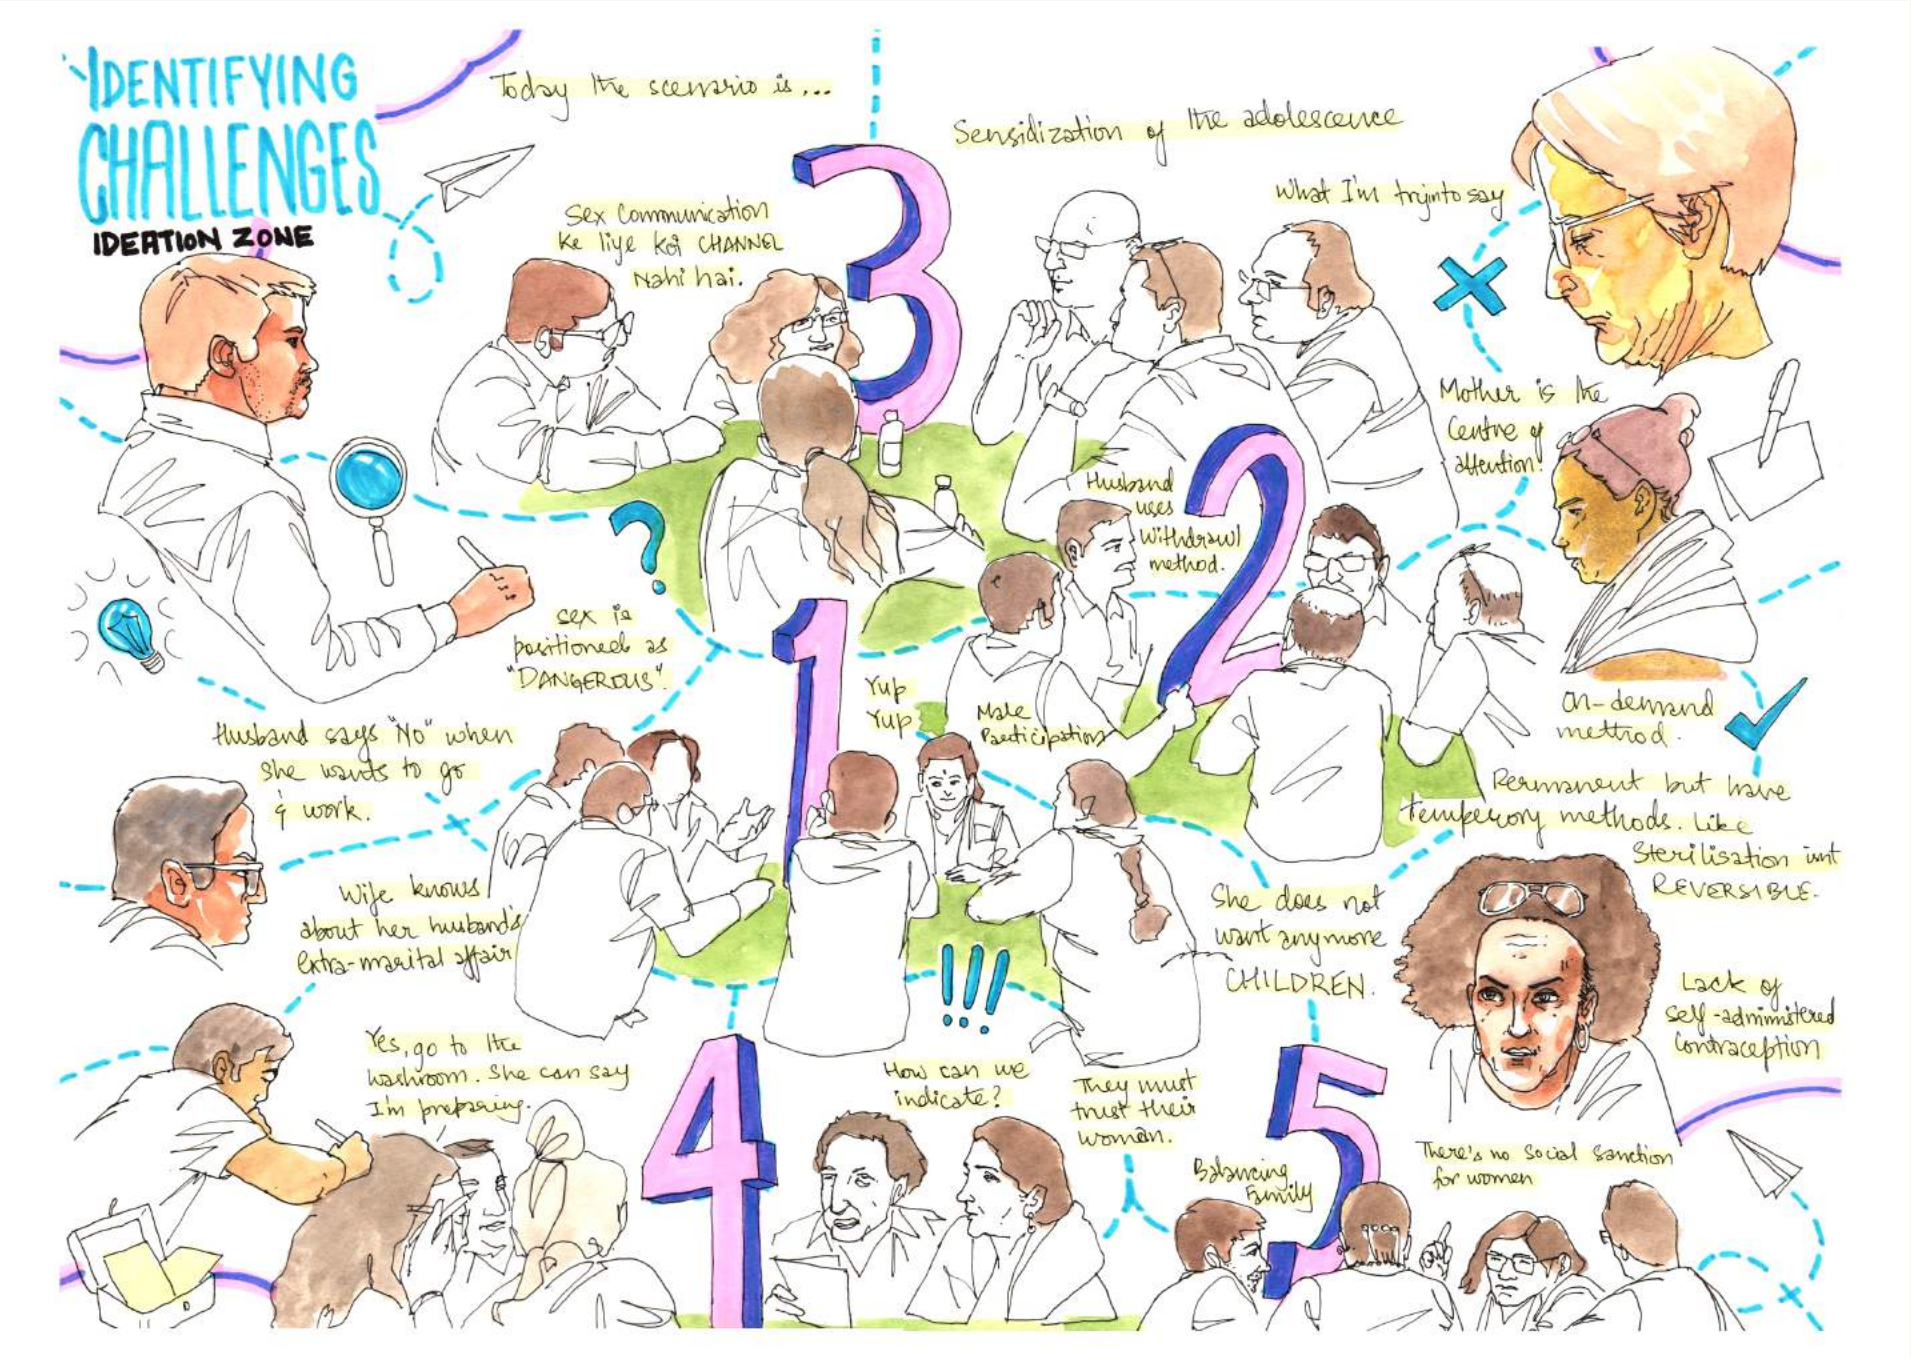 IDENTIFYING
CHALLENGES
IDEATION ZONE
Today the scenario is ...
Sensidization of the adolescence
What I'm tryinto say
Sex Communication
Ke liye koi CHANNEL
Nahi hai.
3
Mother is the
Centre of
attention!
Husband
uses
Withdrawl
method.
2
?
sex is
positioned as
"DANGEROUS".
1
Yup
Yup
Male
Participation
On-demand
method.
Husband says "No" when
she wants to go
& work.
Permanent but have
tempeory methods. Like
Sterilisation isnt
REVERSIBLE.
Wife knows
about her husband's
extra-marital affair
She does not
want anymore
CHILDREN.
!!!
Lack of
self-administered
Contraception
Yes, go to the
washroom. She can say
I'm preparing.
4
How can we
indicate?
They must
trust their
woman.
5
Balancing
Family
There's no Social Sanction
for women